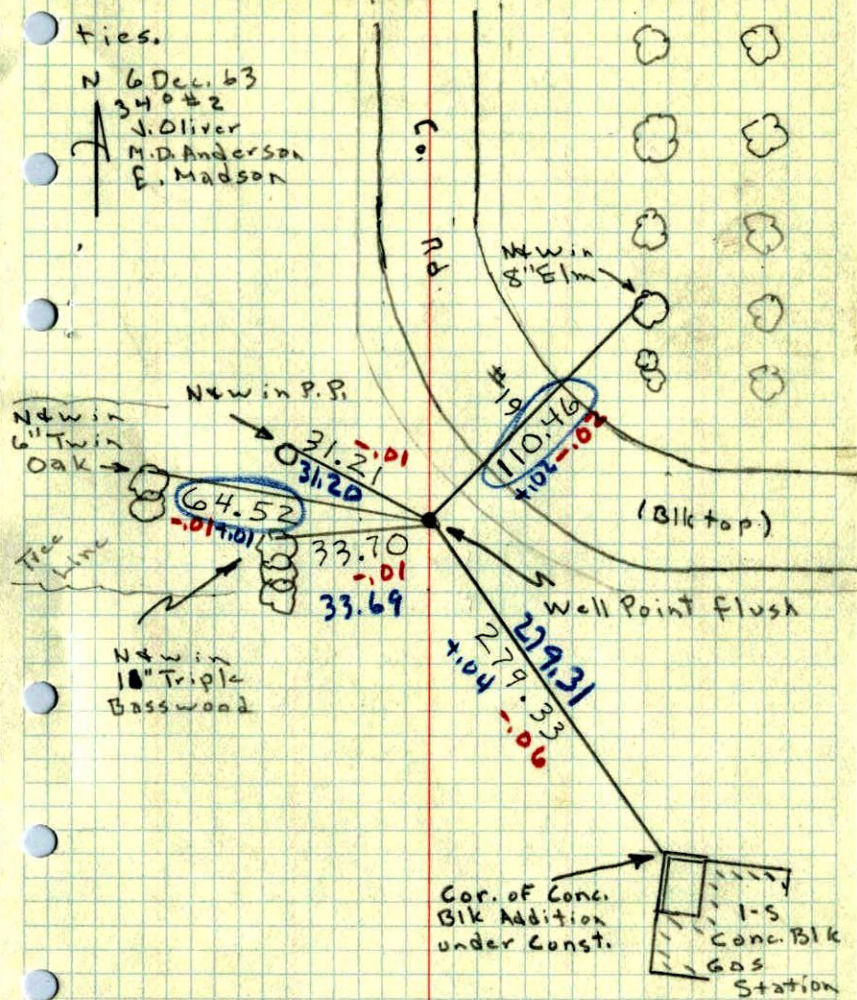 ties.
N 6 Dec. 63
34° #2
J. Oliver
M.D. Anderson
E. Madson
Co.
Rd.
N&W in
8" Elm
#19
110.46
+.02 -.02
N&W in P.P.
31.21
-.01
31.20
N&W in
6" Twin
Oak
64.52
-.01 +.01
33.70
-.01
33.69
Tree
Line
(Blk top.)
Well Point Flush
N&W in
"Triple
Basswood
279.31
279.33
+.04
-.06
Cor. of Conc.
Blk Addition
under Const.
1-S
Conc. Blk
Gas
Station